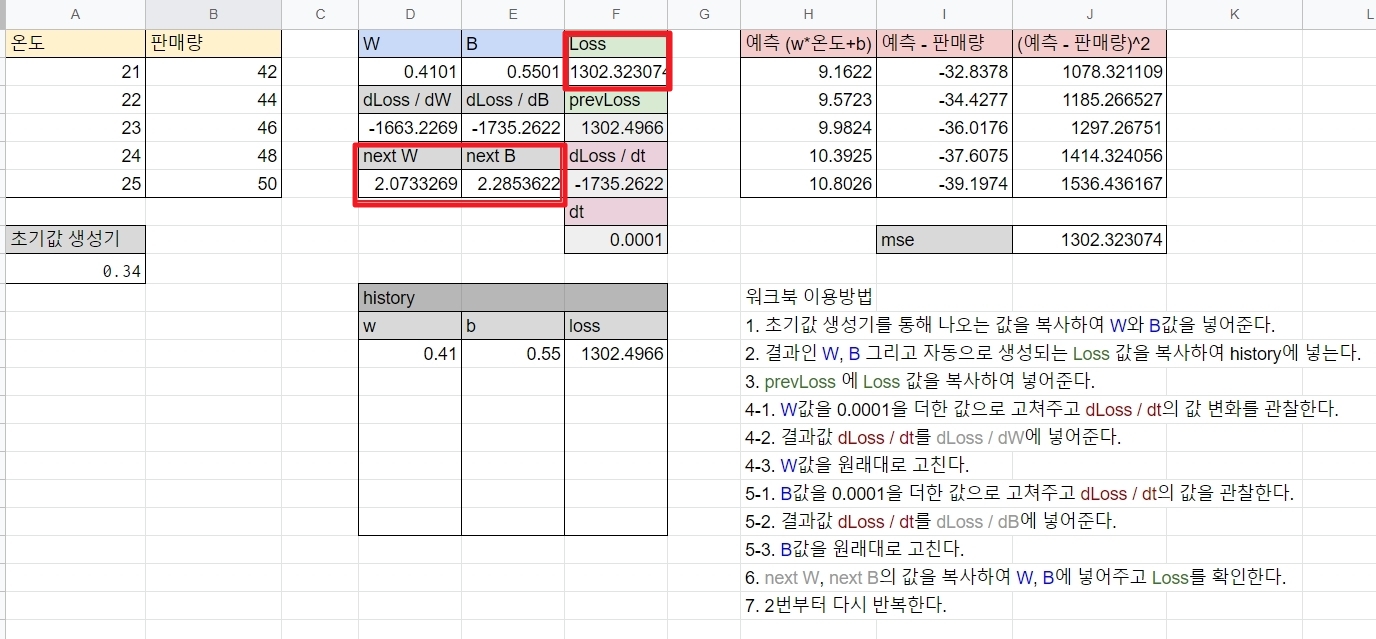 A B C D E F G H I J K L
온도 판매량 W B Loss 예측 (w*온도+b) 예측 - 판매량 (예측 - 판매량)^2
21 42 0.4101 0.5501 1302.323074 9.1622 -32.8378 1078.321109
22 44 dLoss / dW dLoss / dB prevLoss 9.5723 -34.4277 1185.266527
23 46 -1663.2269 -1735.2622 1302.4966 9.9824 -36.0176 1297.26751
24 48 next W next B dLoss / dt 10.3925 -37.6075 1414.324056
25 50 2.0733269 2.2853622 -1735.2622 10.8026 -39.1974 1536.436167
dt
초기값 생성기 0.0001 mse 1302.323074
0.34
history 워크북 이용방법
w b loss 1. 초기값 생성기를 통해 나오는 값을 복사하여 W와 B값을 넣어준다.
0.41 0.55 1302.4966 2. 결과인 W, B 그리고 자동으로 생성되는 Loss 값을 복사하여 history에 넣는다.
3. prevLoss 에 Loss 값을 복사하여 넣어준다.
4-1. W값을 0.0001을 더한 값으로 고쳐주고 dLoss / dt의 값 변화를 관찰한다.
4-2. 결과값 dLoss / dt를 dLoss / dW에 넣어준다.
4-3. W값을 원래대로 고친다.
5-1. B값을 0.0001을 더한 값으로 고쳐주고 dLoss / dt의 값을 관찰한다.
5-2. 결과값 dLoss / dt를 dLoss / dB에 넣어준다.
5-3. B값을 원래대로 고친다.
6. next W, next B의 값을 복사하여 W, B에 넣어주고 Loss를 확인한다.
7. 2번부터 다시 반복한다.